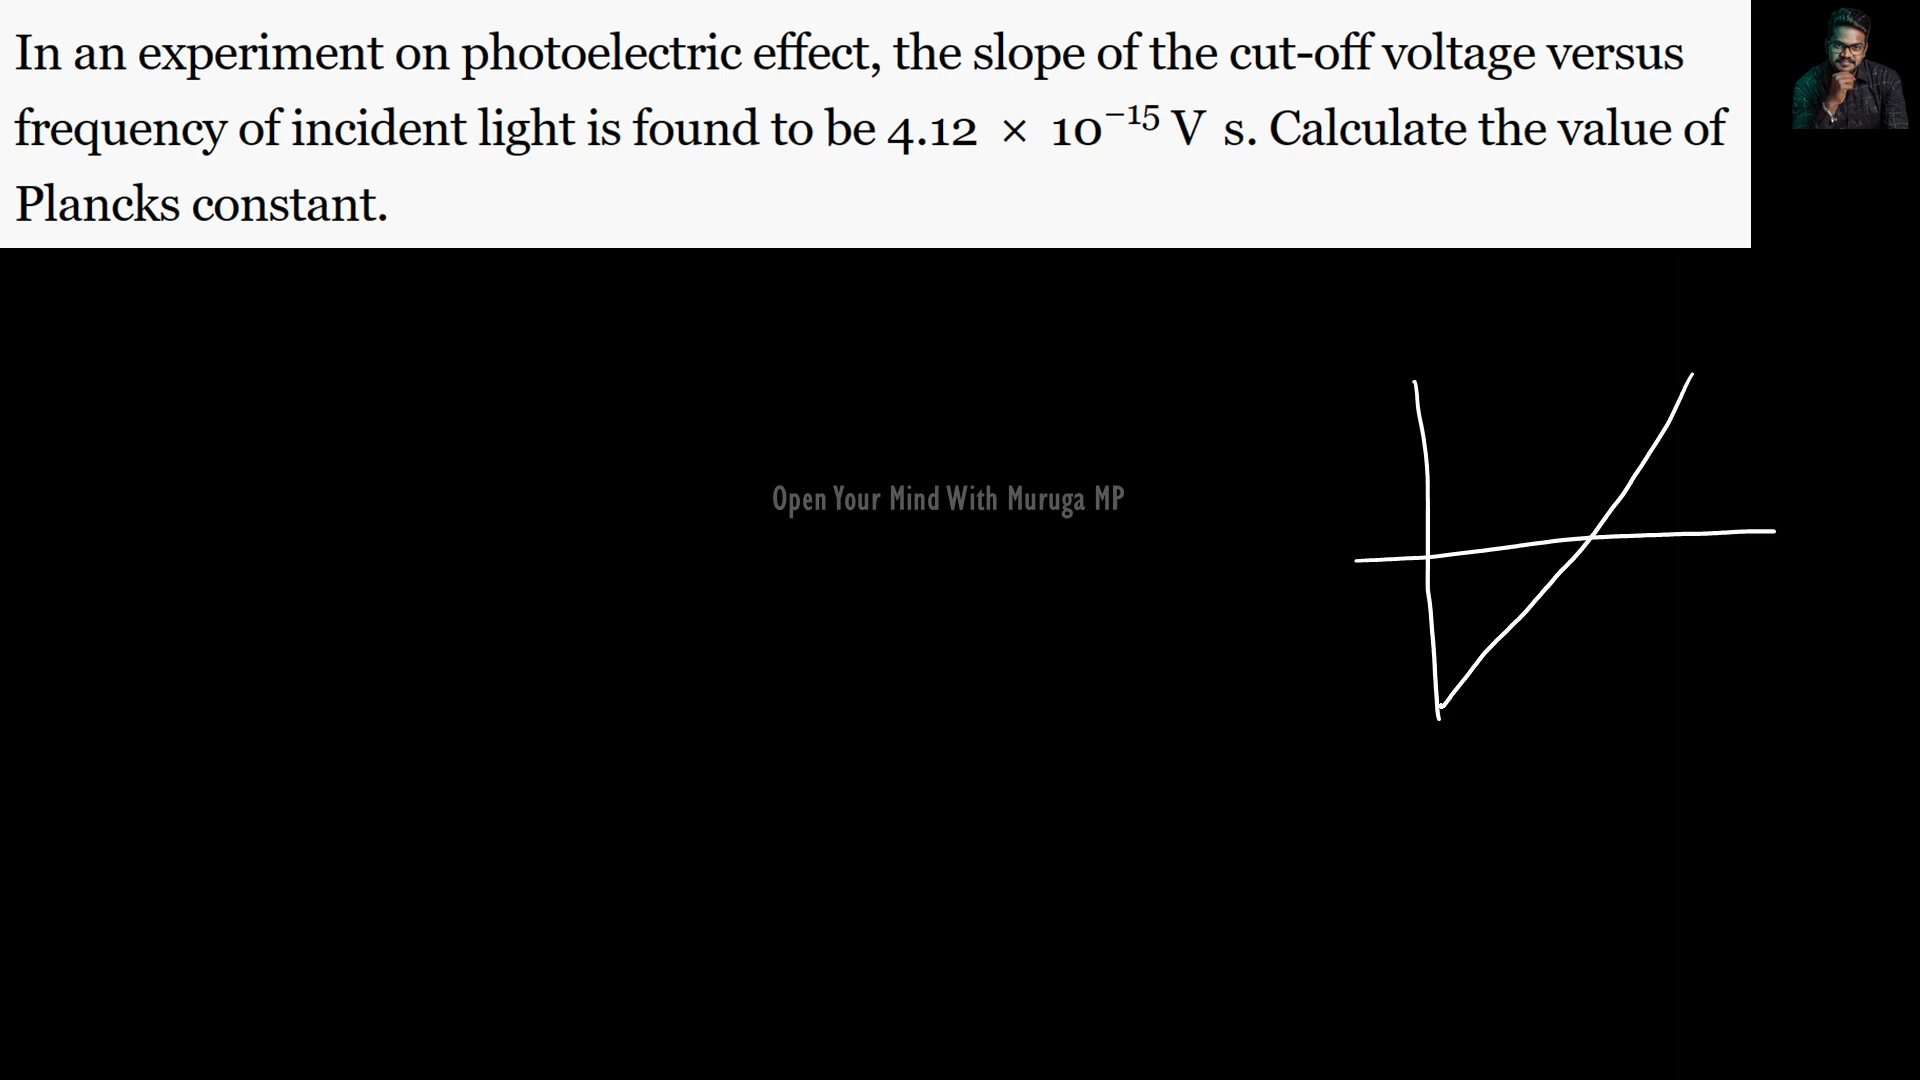 In an experiment on photoelectric effect, the slope of the cut-off voltage versus
frequency of incident light is found to be 4.12 × 10⁻¹⁵ V s. Calculate the value of
Plancks constant.
Open Your Mind With Muruga MP